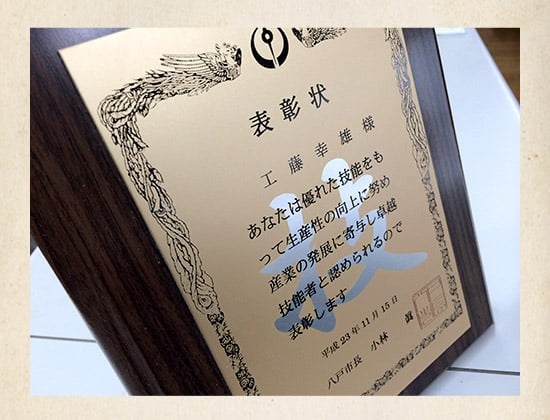 表彰状
工藤幸雄様
あなたは優れた技能をも
って生産性の向上に努め
産業の発展に寄与し卓越
技能者と認められるので
表彰します
技
平成23年11月15日
八戸市長 小林 眞